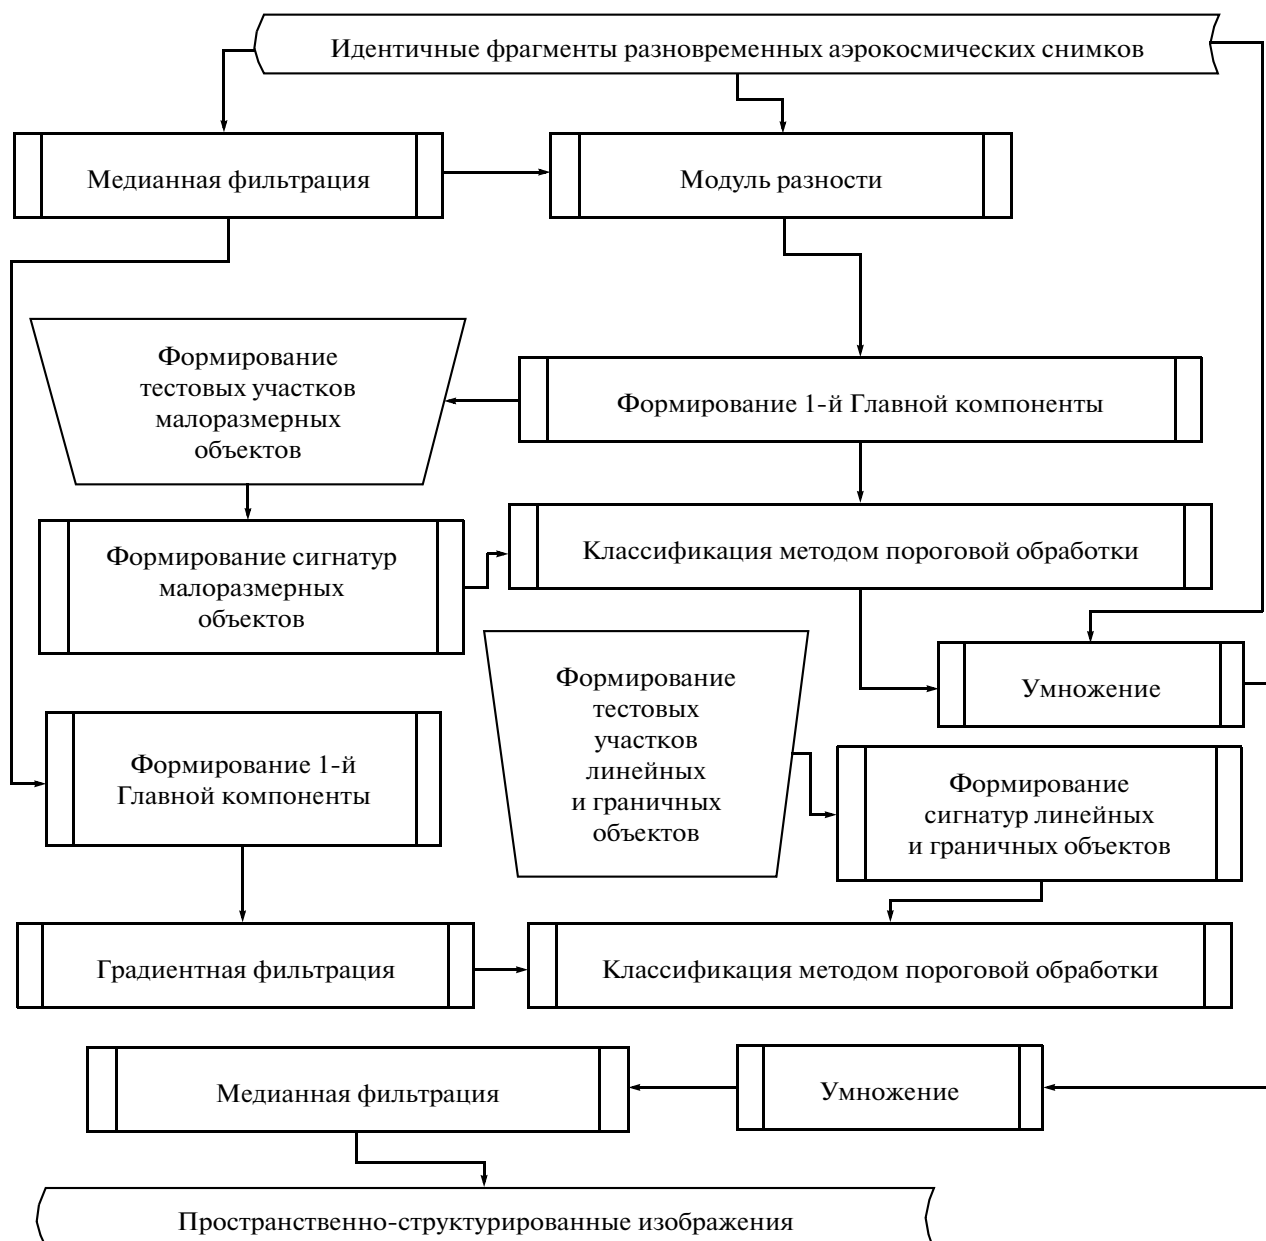 Идентичные фрагменты разновременных аэрокосмических снимков
Медианная фильтрация
Модуль разности
Формирование
тестовых участков
малоразмерных
объектов
Формирование 1-й Главной компоненты
Формирование сигнатур
малоразмерных
объектов
Классификация методом пороговой обработки
Формирование
тестовых
участков
линейных
и граничных
объектов
Умножение
Формирование 1-й
Главной компоненты
Формирование
сигнатур линейных
и граничных объектов
Градиентная фильтрация
Классификация методом пороговой обработки
Медианная фильтрация
Умножение
Пространственно-структурированные изображения